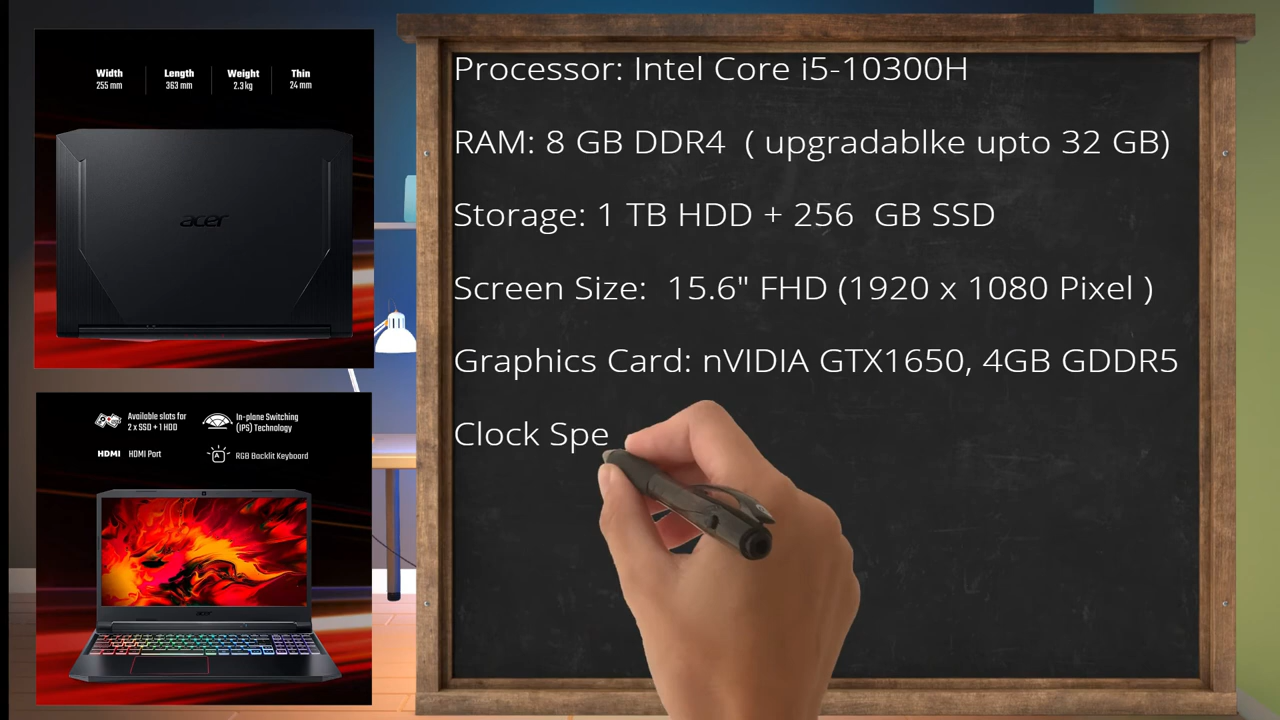 Width Length Weight Thin
255 mm 363 mm 2.3 kg 24 mm
acer
Available slots for
2 x SSD + 1 HDD
In-plane Switching
(IPS) Technology
HDMI HDMI Port
A RGB Backlit Keyboard
acer
Processor: Intel Core i5-10300H
RAM: 8 GB DDR4 ( upgradablke upto 32 GB)
Storage: 1 TB HDD + 256 GB SSD
Screen Size: 15.6" FHD (1920 x 1080 Pixel )
Graphics Card: nVIDIA GTX1650, 4GB GDDR5
Clock Spe